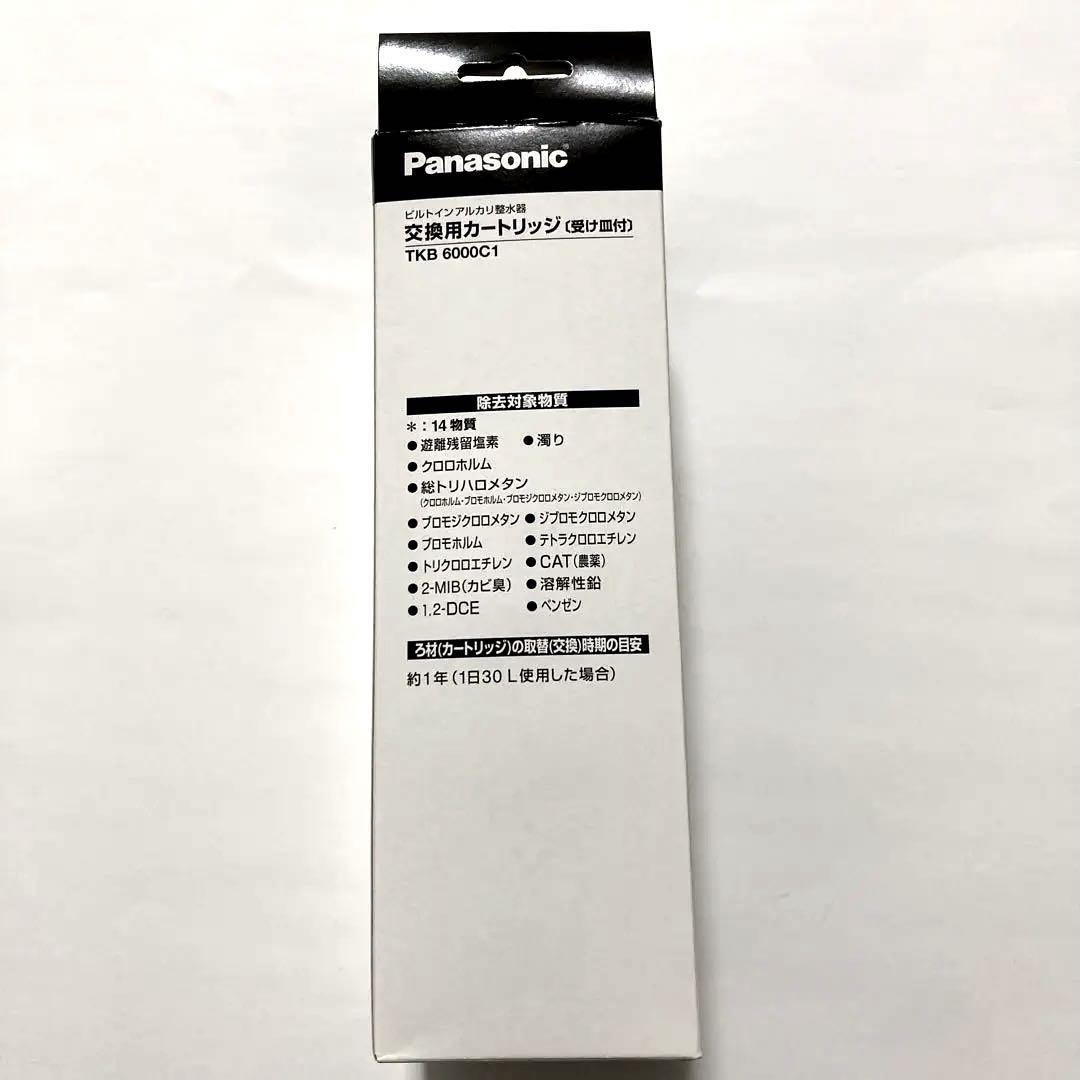 Panasonic
ビルトインアルカリ整水器
交換用カートリッジ〔受け皿付〕
TKB 6000C1
除去対象物質
＊：14物質
●遊離残留塩素 ●濁り
●クロロホルム
●総トリハロメタン
(クロロホルム・ブロモホルム・ブロモジクロロメタン・ジブロモクロロメタン)
●ブロモジクロロメタン ●ジブロモクロロメタン
●ブロモホルム ●テトラクロロエチレン
●トリクロロエチレン ●CAT(農薬)
●2-MIB(カビ臭) ●溶解性鉛
●1.2-DCE ●ベンゼン
ろ材(カートリッジ)の取替(交換)時期の目安
約1年(1日30L使用した場合)